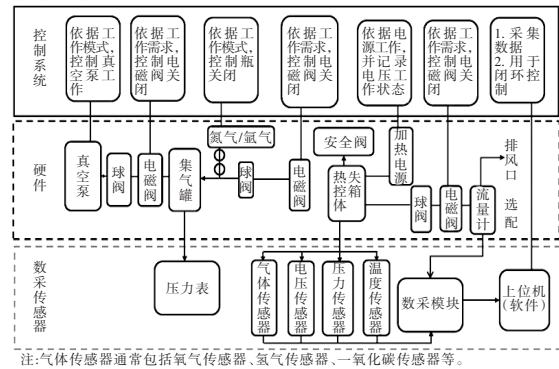 控制系统
依据工
作模式,
控制真
空泵工
作
依据工
作需求,
控制电
磁阀关
闭
依据工
作模式,
控制瓶
关闭
依据工
作需求,
控制电
磁阀关
闭
依据电
源工作,
并记录
电压工
作状态
依据工
作需求,
控制电
磁阀关
闭
1.采集
数据
2.用于
闭环控
制
硬件
真空泵
球阀
电磁阀
集气罐
氮气/氩气
球阀
电磁阀
安全阀
热失
控箱
体
加热电源
球阀
电磁阀
流量计
排风口
选配
数采传感器
压力表
气体传感器
电压传感器
压力传感器
温度传感器
数采模块
上位机
(软件)
注:气体传感器通常包括氧气传感器、氢气传感器、一氧化碳传感器等。